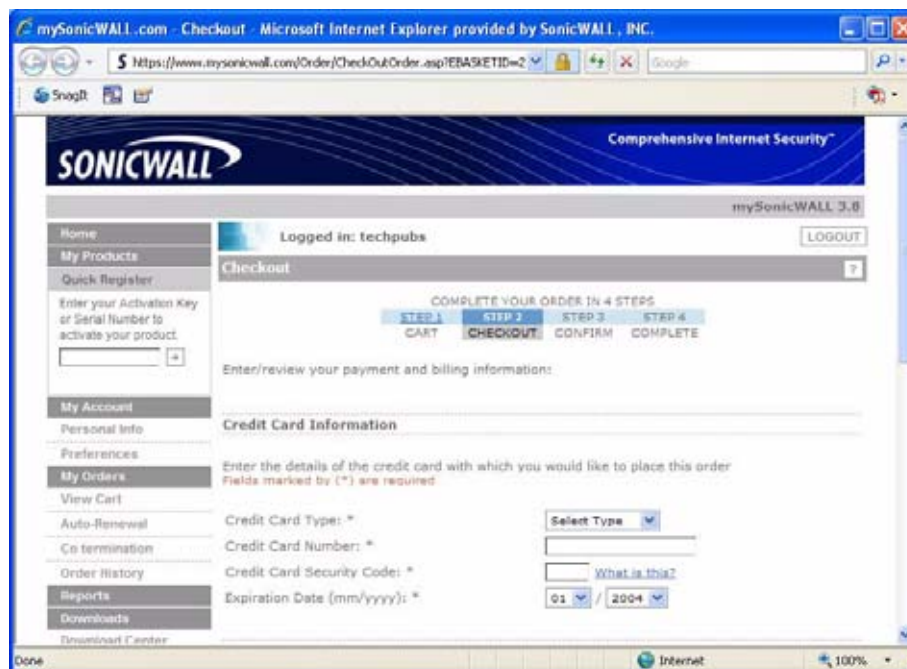 mySonicWALL.com - Checkout - Microsoft Internet Explorer provided by SonicWALL, INC.
https://www.mysonicwall.com/Order/CheckOutOrder.asp?EBASKETID=2
Google
SnagIt
SONICWALL
Comprehensive Internet Security™
mySonicWALL 3.8
Home
My Products
Quick Register
Enter your Activation Key
or Serial Number to
activate your product.
My Account
Personal Info
Preferences
My Orders
View Cart
Auto-Renewal
Co termination
Order History
Reports
Downloads
Download Center
Logged in: techpubs
LOGOUT
Checkout
?
COMPLETE YOUR ORDER IN 4 STEPS
STEP 1 STEP 2 STEP 3 STEP 4
CART CHECKOUT CONFIRM COMPLETE
Enter/review your payment and billing information:
Credit Card Information
Enter the details of the credit card with which you would like to place this order
Fields marked by (*) are required
Credit Card Type: * Select Type
Credit Card Number: *
Credit Card Security Code: * What is this?
Expiration Date (mm/yyyy): * 01 / 2004
Done
Internet
100%